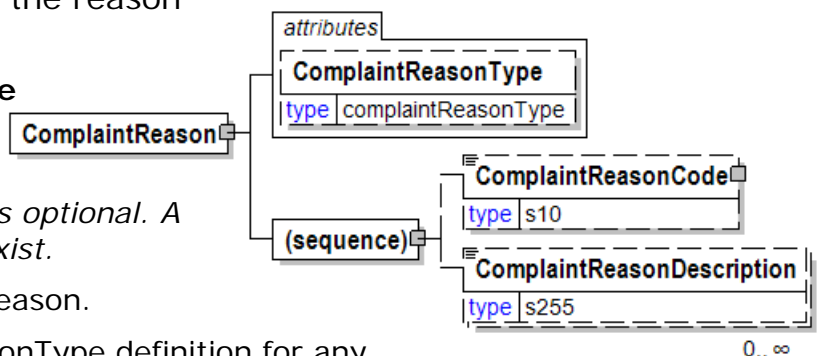 the reason
attributes
ComplaintReasonType
e
type complaintReasonType
ComplaintReason
ComplaintReasonCode
s optional. A
type s10
(sequence)
xist.
ComplaintReasonDescription
eason.
type s255
onType definition for any
0..∞